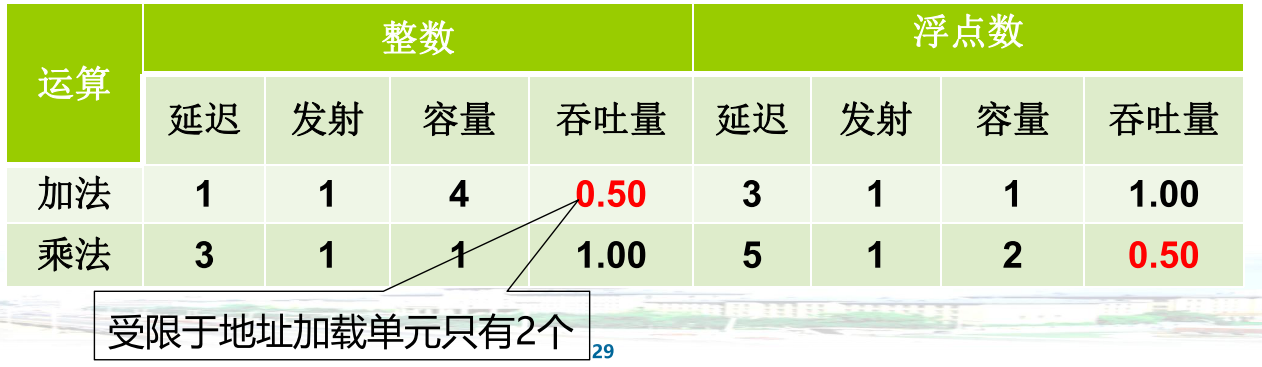 运算 整数 浮点数
延迟 发射 容量 吞吐量 延迟 发射 容量 吞吐量
加法 1 1 4 0.50 3 1 1 1.00
乘法 3 1 1 1.00 5 1 2 0.50
受限于地址加载单元只有2个
29